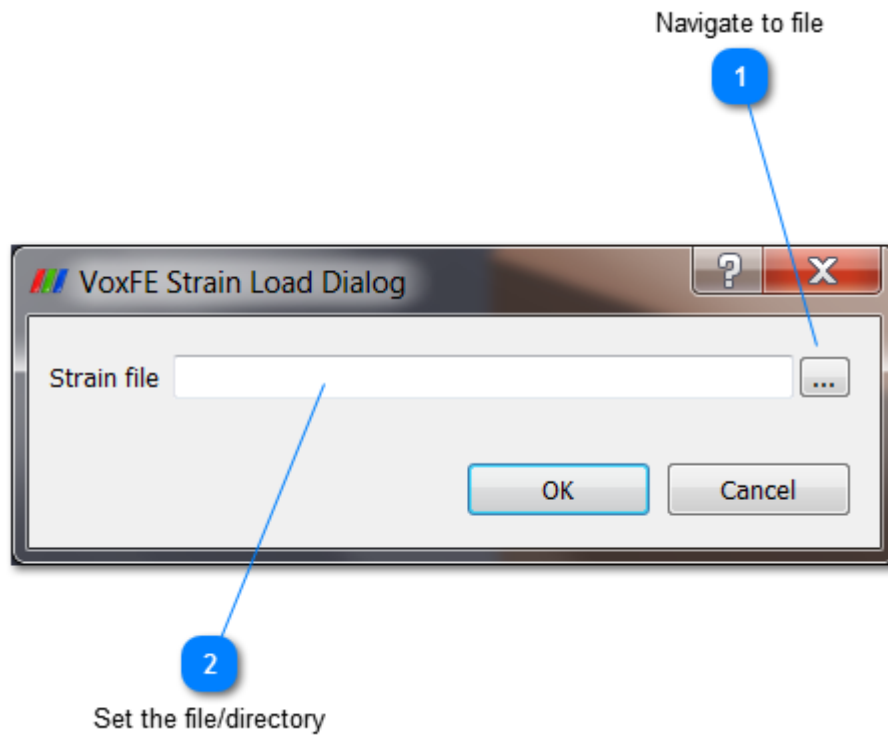 Navigate to file
1
VoxFE Strain Load Dialog
?
X
Strain file
...
OK
Cancel
2
Set the file/directory